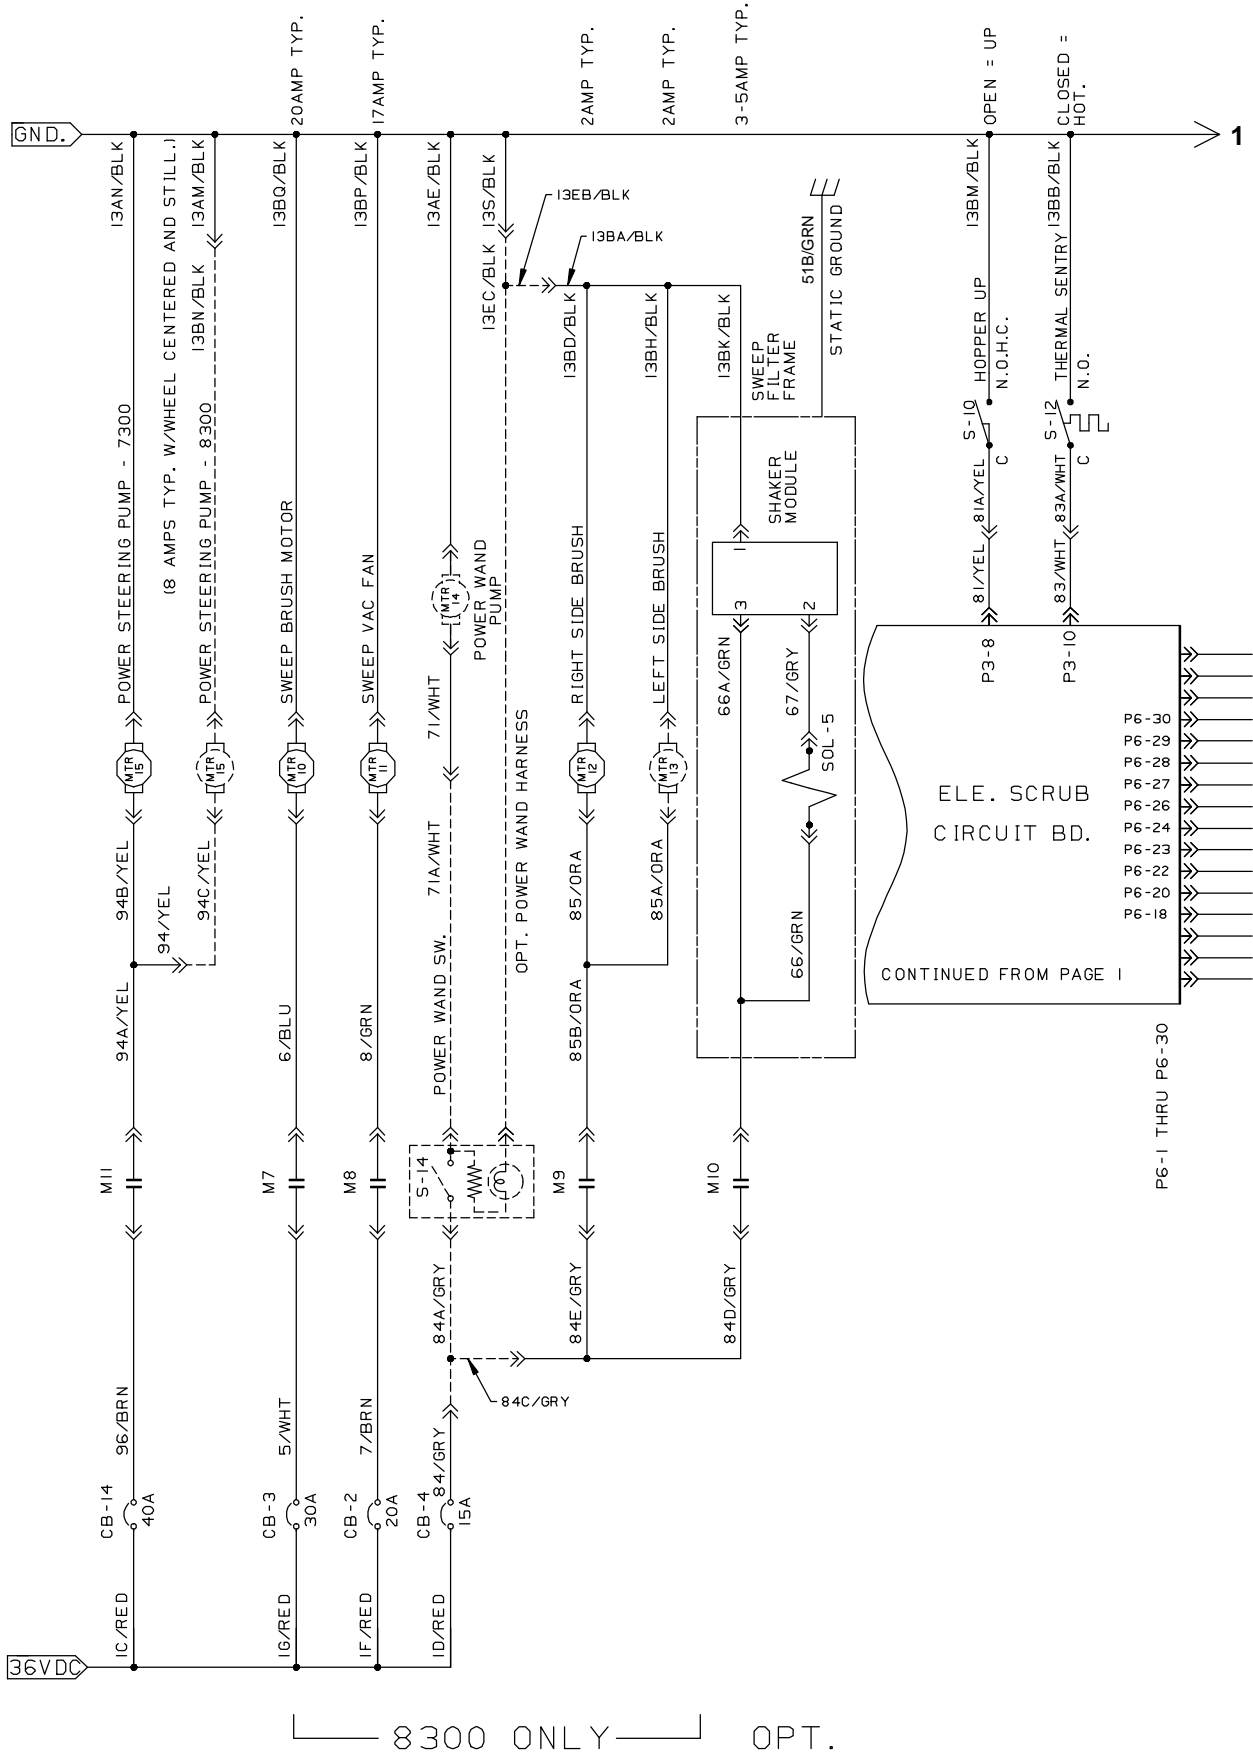 20AMP TYP.
17AMP TYP.
2AMP TYP.
2AMP TYP.
3-5AMP TYP.
OPEN = UP
CLOSED =
HOT.
GND.
1
13AN/BLK
(8 AMPS TYP. W/WHEEL CENTERED AND STILL.)
13AM/BLK
13BQ/BLK
13BP/BLK
13AE/BLK
13S/BLK
13EB/BLK
13BA/BLK
13BM/BLK
13BB/BLK
13BN/BLK
13EC/BLK
13BD/BLK
13BH/BLK
13BK/BLK
51B/GRN
STATIC GROUND
SWEEP
FILTER
FRAME
HOPPER UP
N.O.H.C.
THERMAL SENTRY
N.O.
S-10
C
S-12
C
POWER STEERING PUMP - 7300
POWER STEERING PUMP - 8300
SWEEP BRUSH MOTOR
SWEEP VAC FAN
MTR
14
POWER WAND
PUMP
RIGHT SIDE BRUSH
LEFT SIDE BRUSH
SHAKER
MODULE
1
3
2
81A/YEL
83A/WHT
81/YEL
83/WHT
P3-8
P3-10
MTR
15
MTR
15
MTR
10
MTR
11
71/WHT
OPT. POWER WAND HARNESS
MTR
12
MTR
13
66A/GRN
67/GRY
SOL-5
P6-30
P6-29
P6-28
P6-27
P6-26
P6-24
P6-23
P6-22
P6-20
P6-18
ELE. SCRUB
CIRCUIT BD.
CONTINUED FROM PAGE 1
94B/YEL
94/YEL
94C/YEL
71A/WHT
85/ORA
85A/ORA
66/GRN
94A/YEL
6/BLU
8/GRN
POWER WAND SW.
85B/ORA
P6-1 THRU P6-30
M11
M7
M8
S-14
M9
M10
84A/GRY
84E/GRY
84D/GRY
84C/GRY
96/BRN
5/WHT
7/BRN
84/GRY
CB-14
40A
CB-3
30A
CB-2
20A
CB-4
15A
1C/RED
1G/RED
1F/RED
1D/RED
36VDC
8300 ONLY
OPT.